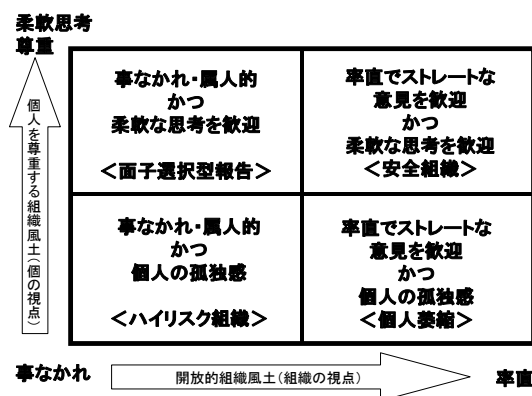 柔軟思考
尊重
個人を尊重する組織風土(個の視点)
事なかれ・属人的
かつ
柔軟な思考を歓迎
<面子選択型報告>
率直でストレートな
意見を歓迎
かつ
柔軟な思考を歓迎
<安全組織>
事なかれ・属人的
かつ
個人の孤独感
<ハイリスク組織>
率直でストレートな
意見を歓迎
かつ
個人の孤独感
<個人萎縮>
事なかれ
開放的組織風土(組織の視点)
率直